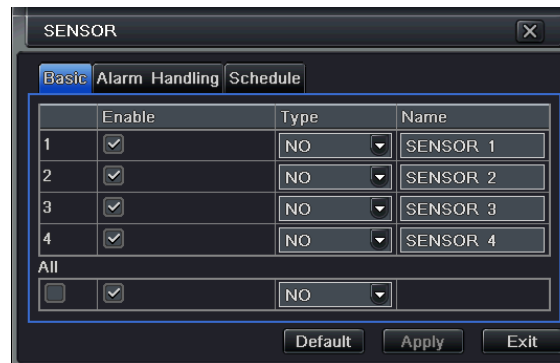 SENSOR
Basic Alarm Handling Schedule
Enable Type Name
1 NO SENSOR 1
2 NO SENSOR 2
3 NO SENSOR 3
4 NO SENSOR 4
All
NO
Default Apply Exit